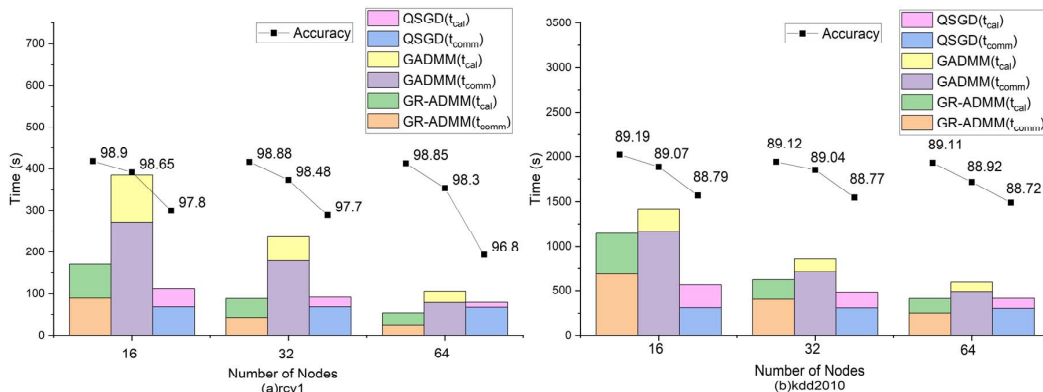 700
600
500
400
300
200
100
0
Time (s)
Accuracy
QSGD(t_cal)
QSGD(t_comm)
GADMM(t_cal)
GADMM(t_comm)
GR-ADMM(t_cal)
GR-ADMM(t_comm)
98.9
98.65
97.8
98.88
98.48
97.7
98.85
98.3
96.8
16
32
64
Number of Nodes
(a)rcv1
3500
3000
2500
2000
1500
1000
500
0
Time (s)
Accuracy
QSGD(t_cal)
QSGD(t_comm)
GADMM(t_cal)
GADMM(t_comm)
GR-ADMM(t_cal)
GR-ADMM(t_comm)
89.19
89.07
88.79
89.12
89.04
88.77
89.11
88.92
88.72
16
32
64
Number of Nodes
(b)kdd2010